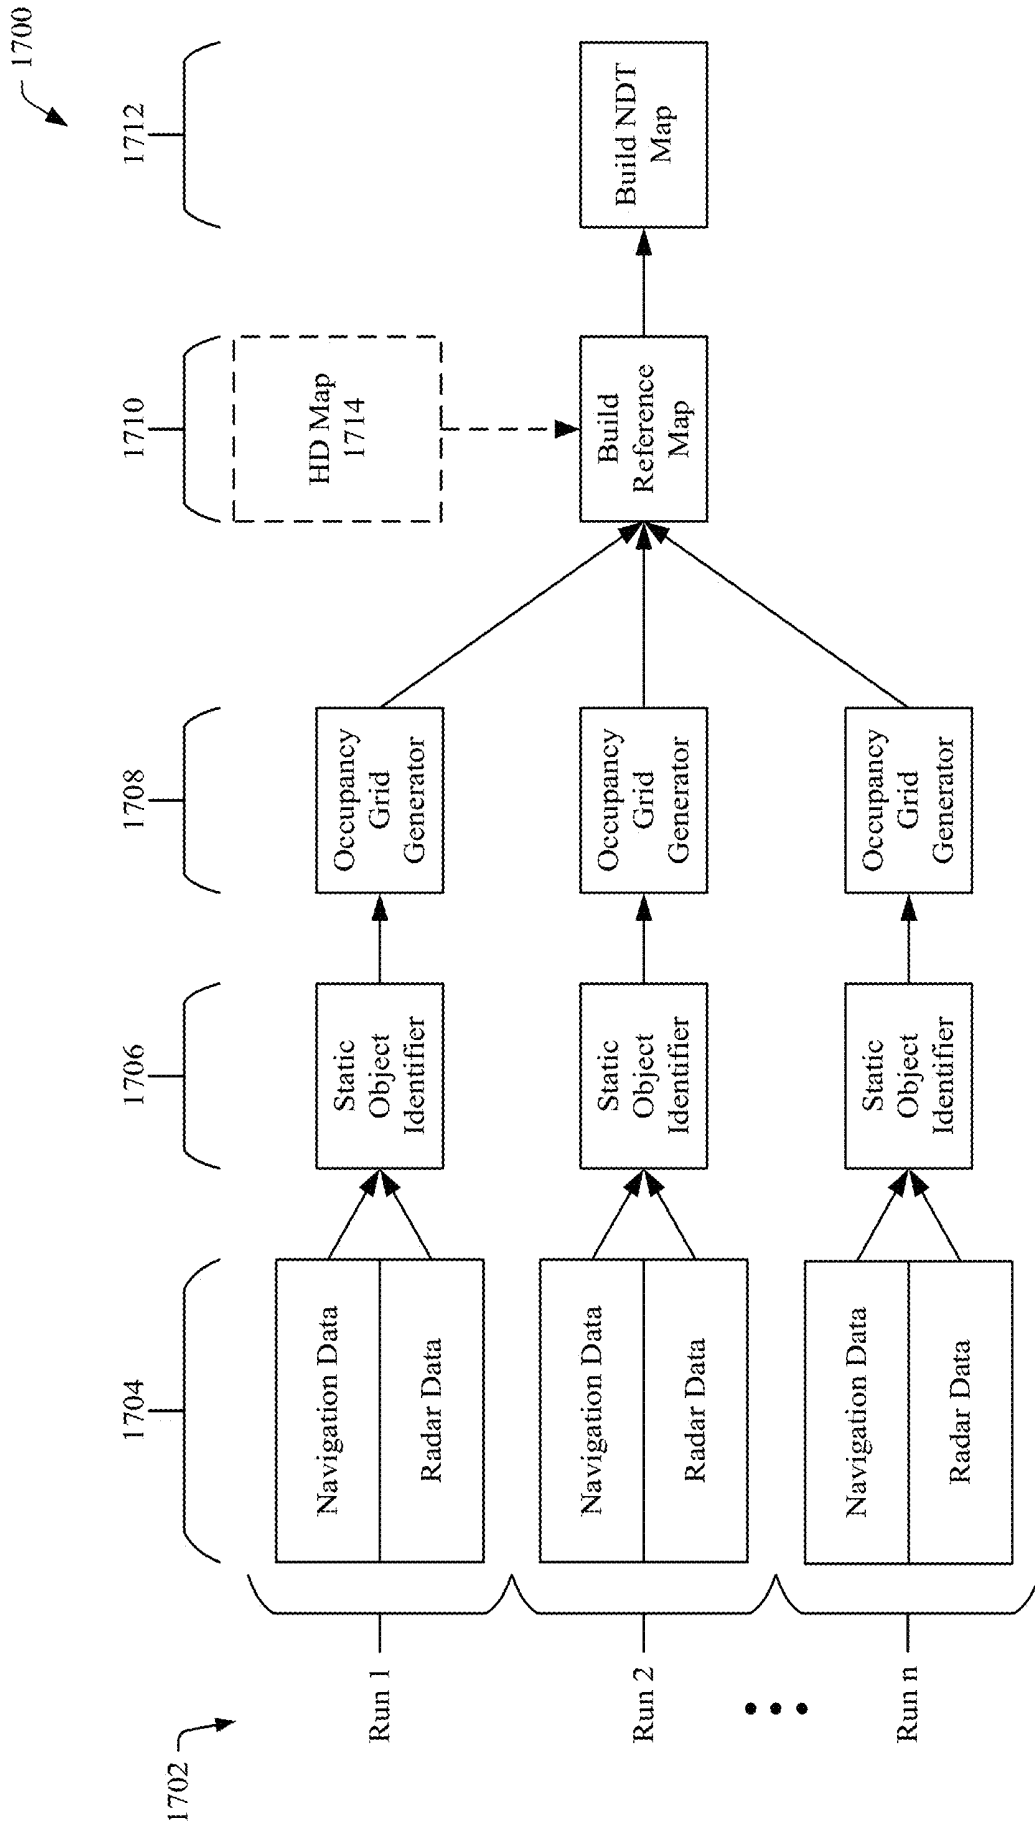 1700
1702
1704
1706
1708
1710
1712
Run 1
Navigation Data
Radar Data
Static
Object
Identifier
Occupancy
Grid
Generator
HD Map
1714
Run 2
Navigation Data
Radar Data
Static
Object
Identifier
Occupancy
Grid
Generator
Build
Reference
Map
Build NDT
Map
Run n
Navigation Data
Radar Data
Static
Object
Identifier
Occupancy
Grid
Generator